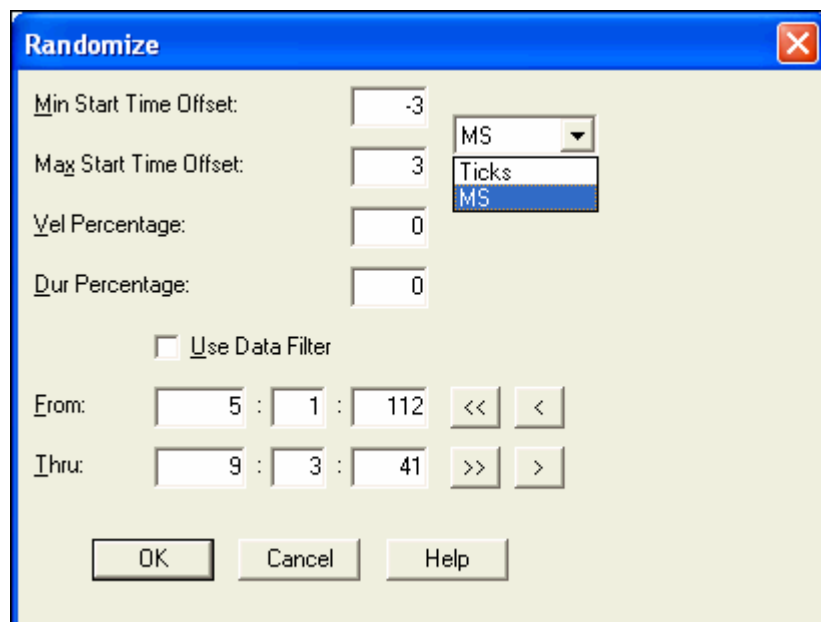 Randomize
Min Start Time Offset: -3
MS
Max Start Time Offset: 3
Ticks
MS
Vel Percentage: 0
Dur Percentage: 0
Use Data Filter
From: 5 : 1 : 112 << <
Thru: 9 : 3 : 41 >> >
OK Cancel Help